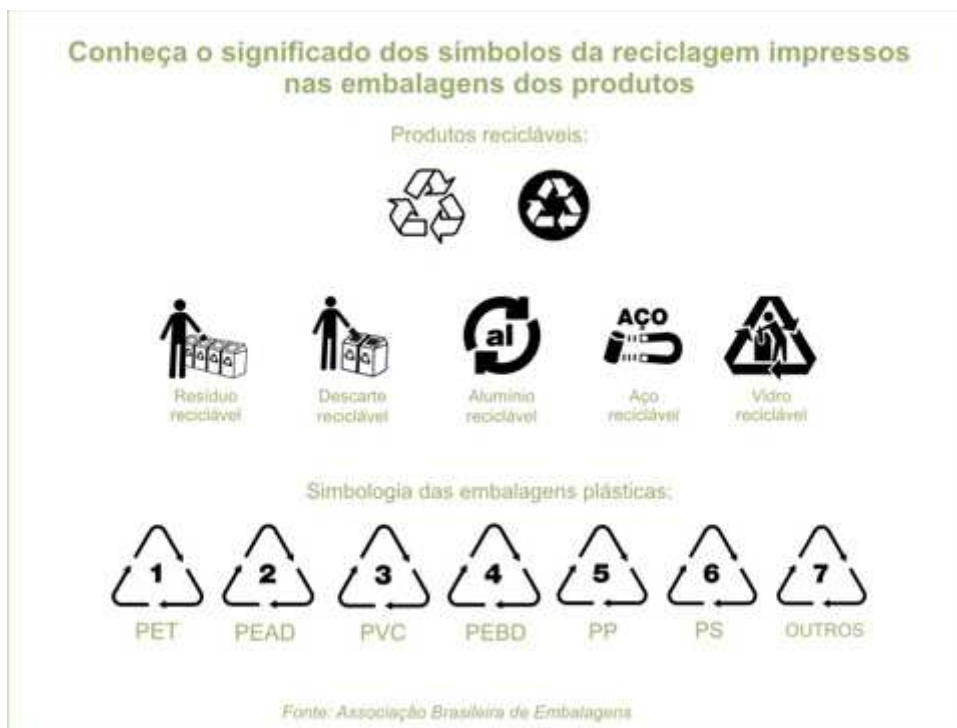 Conheça o significado dos símbolos da reciclagem impressos
nas embalagens dos produtos
Produtos recicláveis:
al
AÇO
Resíduo
reciclável
Descarte
reciclável
Alumínio
reciclável
Aço
reciclável
Vidro
reciclável
Simbologia das embalagens plásticas:
1 2 3 4 5 6 7
PET PEAD PVC PEBD PP PS OUTROS
Fonte: Associação Brasileira de Embalagens